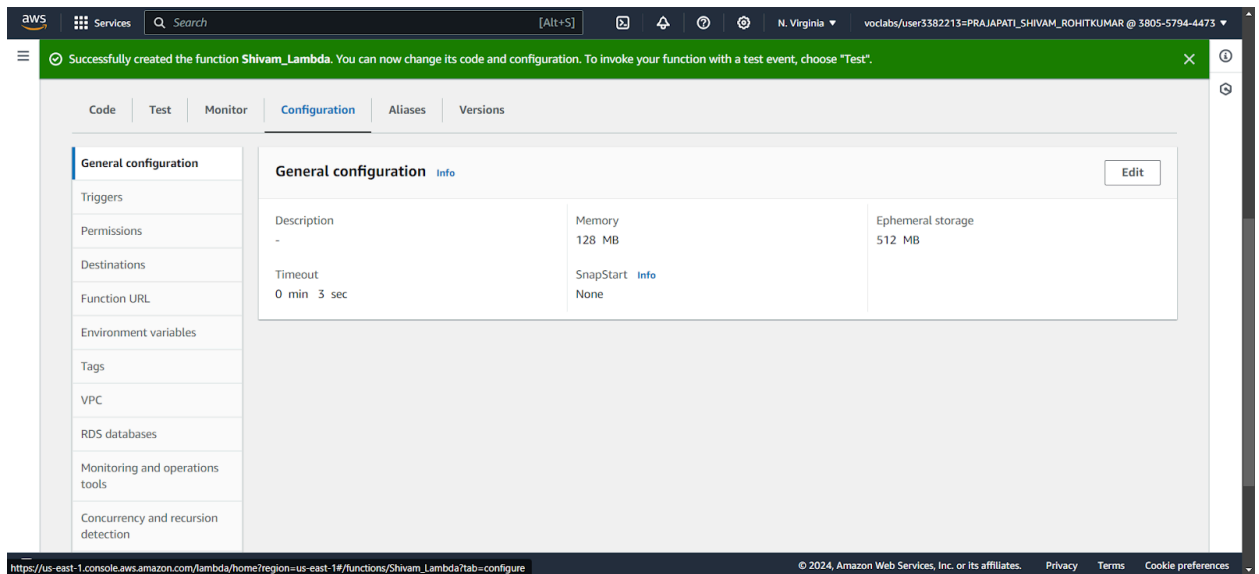 aws Services Search [Alt+S] N. Virginia ▼ voclabs/user3382213=PRAJAPATI_SHIVAM_ROHITKUMAR @ 3805-5794-4473 ▼
Successfully created the function Shivam_Lambda. You can now change its code and configuration. To invoke your function with a test event, choose "Test".
Code Test Monitor Configuration Aliases Versions
General configuration
Triggers
Permissions
Destinations
Function URL
Environment variables
Tags
VPC
RDS databases
Monitoring and operations
tools
Concurrency and recursion
detection
General configuration Info Edit
Description Memory Ephemeral storage
- 128 MB 512 MB
Timeout SnapStart Info
0 min 3 sec None
https://us-east-1.console.aws.amazon.com/lambda/home?region=us-east-1#/functions/Shivam_Lambda?tab=configure © 2024, Amazon Web Services, Inc. or its affiliates. Privacy Terms Cookie preferences